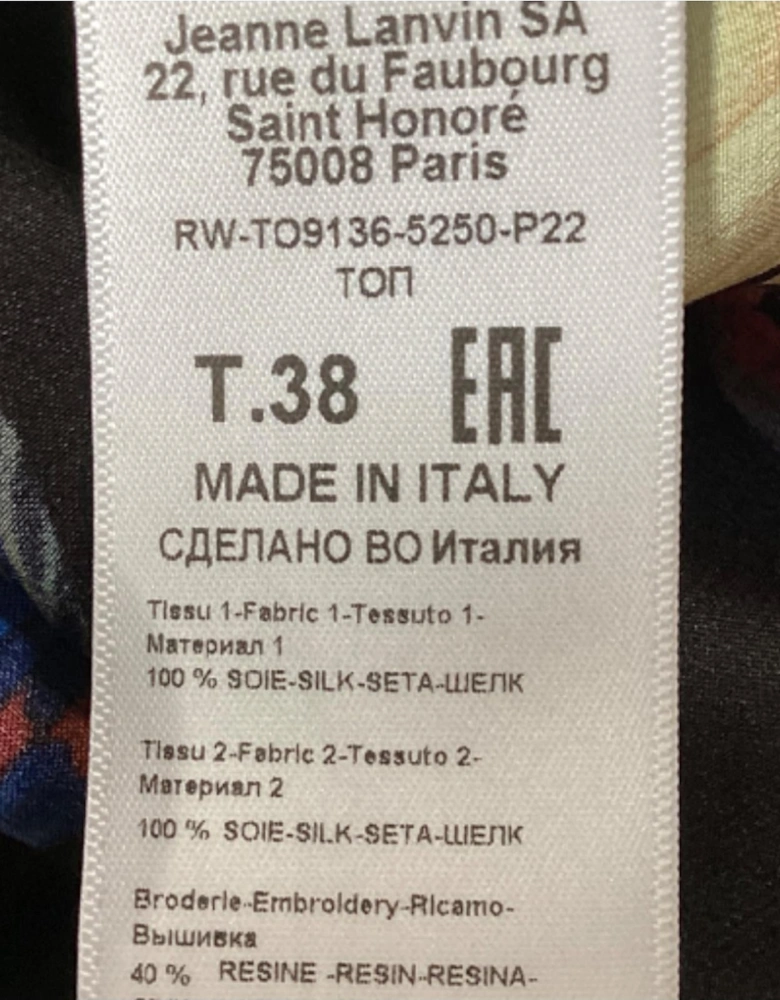 Jeanne Lanvin SA
22, rue du Faubourg
Saint Honoré
75008 Paris
RW-TO9136-5250-P22
ТОП
T.38 EAC
MADE IN ITALY
СДЕЛАНО ВО Италия
Tissu 1-Fabric 1-Tessuto 1-
Материал 1
100 % SOIE-SILK-SETA-ШЕЛК
Tissu 2-Fabric 2-Tessuto 2-
Материал 2
100 % SOIE-SILK-SETA-ШЕЛК
Broderie-Embroidery-Ricamo-
Вышивка
40 % RESINE -RESIN-RESINA-